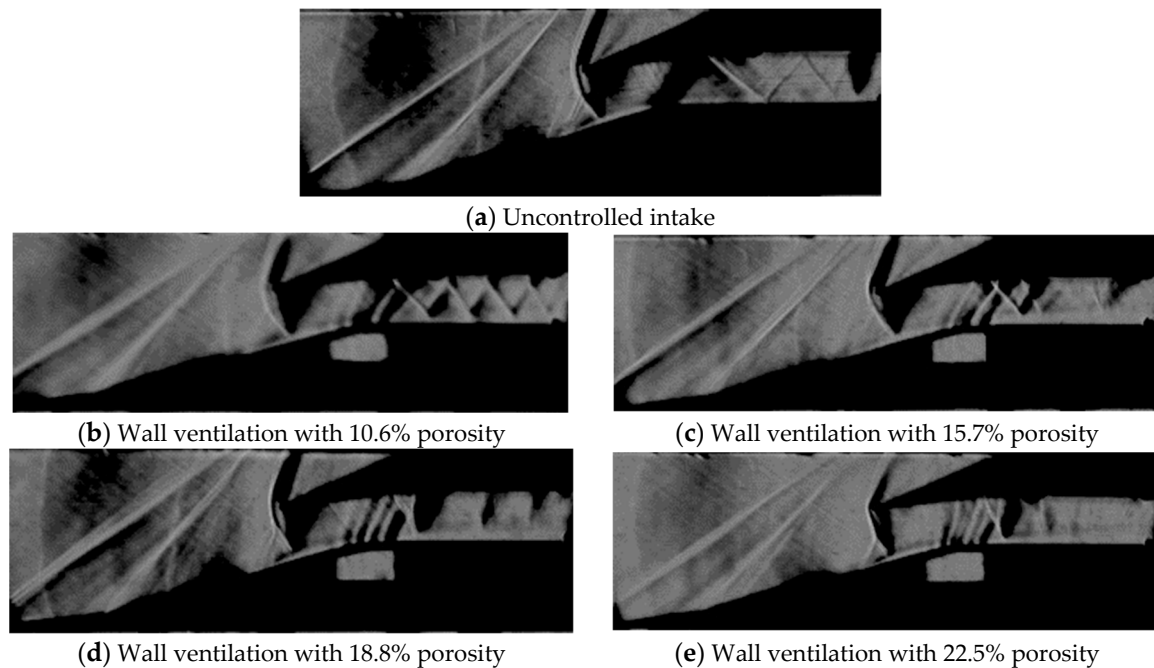 (a) Uncontrolled intake
(b) Wall ventilation with 10.6% porosity
(c) Wall ventilation with 15.7% porosity
(d) Wall ventilation with 18.8% porosity
(e) Wall ventilation with 22.5% porosity